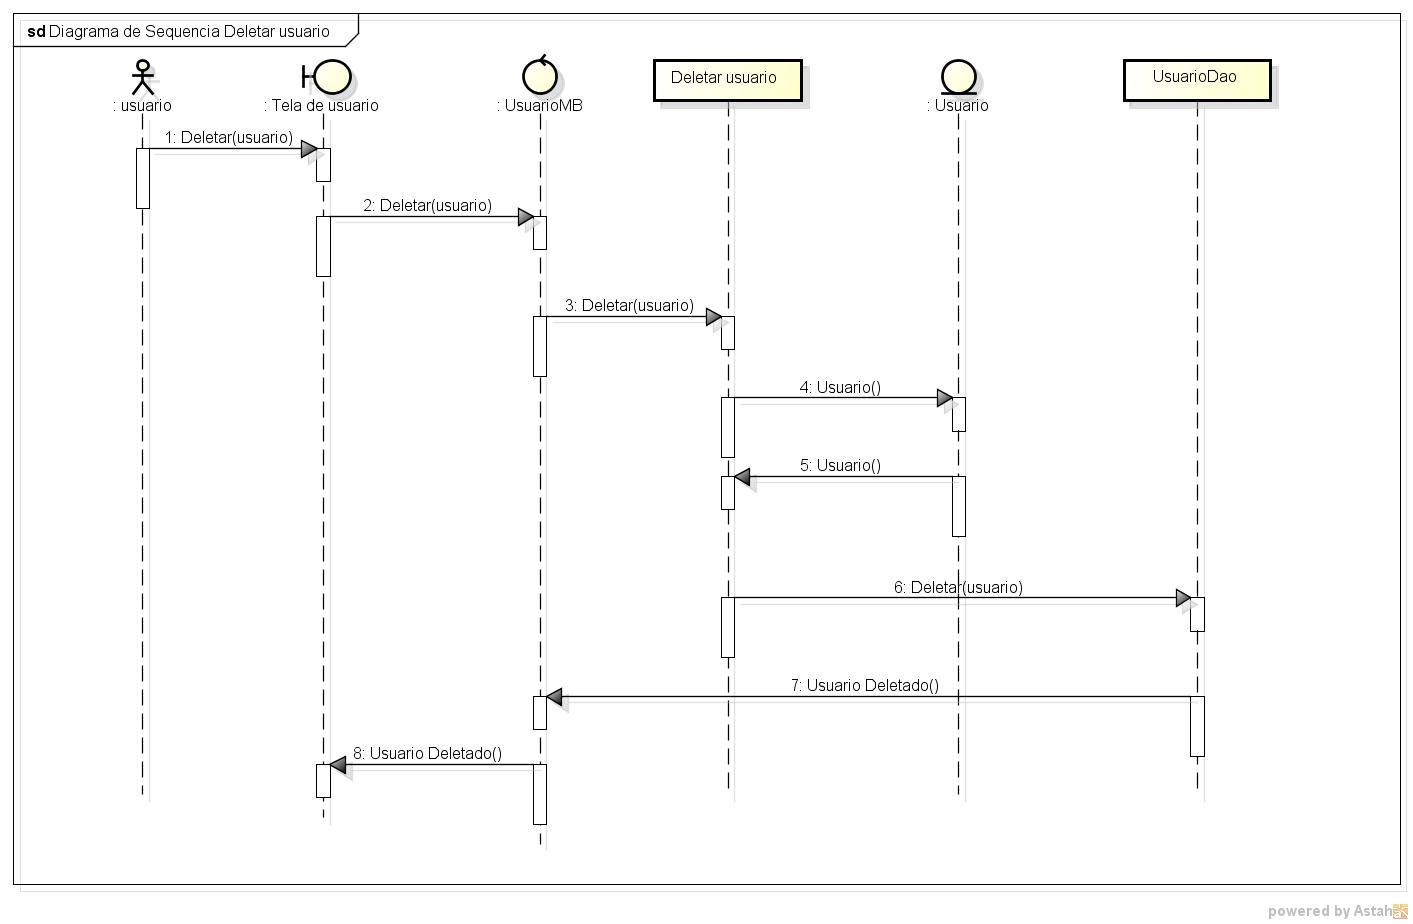 sd Diagrama de Sequencia Deletar usuario
: usuario
: Tela de usuario
: UsuarioMB
Deletar usuario
: Usuario
UsuarioDao
1: Deletar(usuario)
2: Deletar(usuario)
3: Deletar(usuario)
4: Usuario()
5: Usuario()
6: Deletar(usuario)
7: Usuario Deletado()
8: Usuario Deletado()
powered by Astah